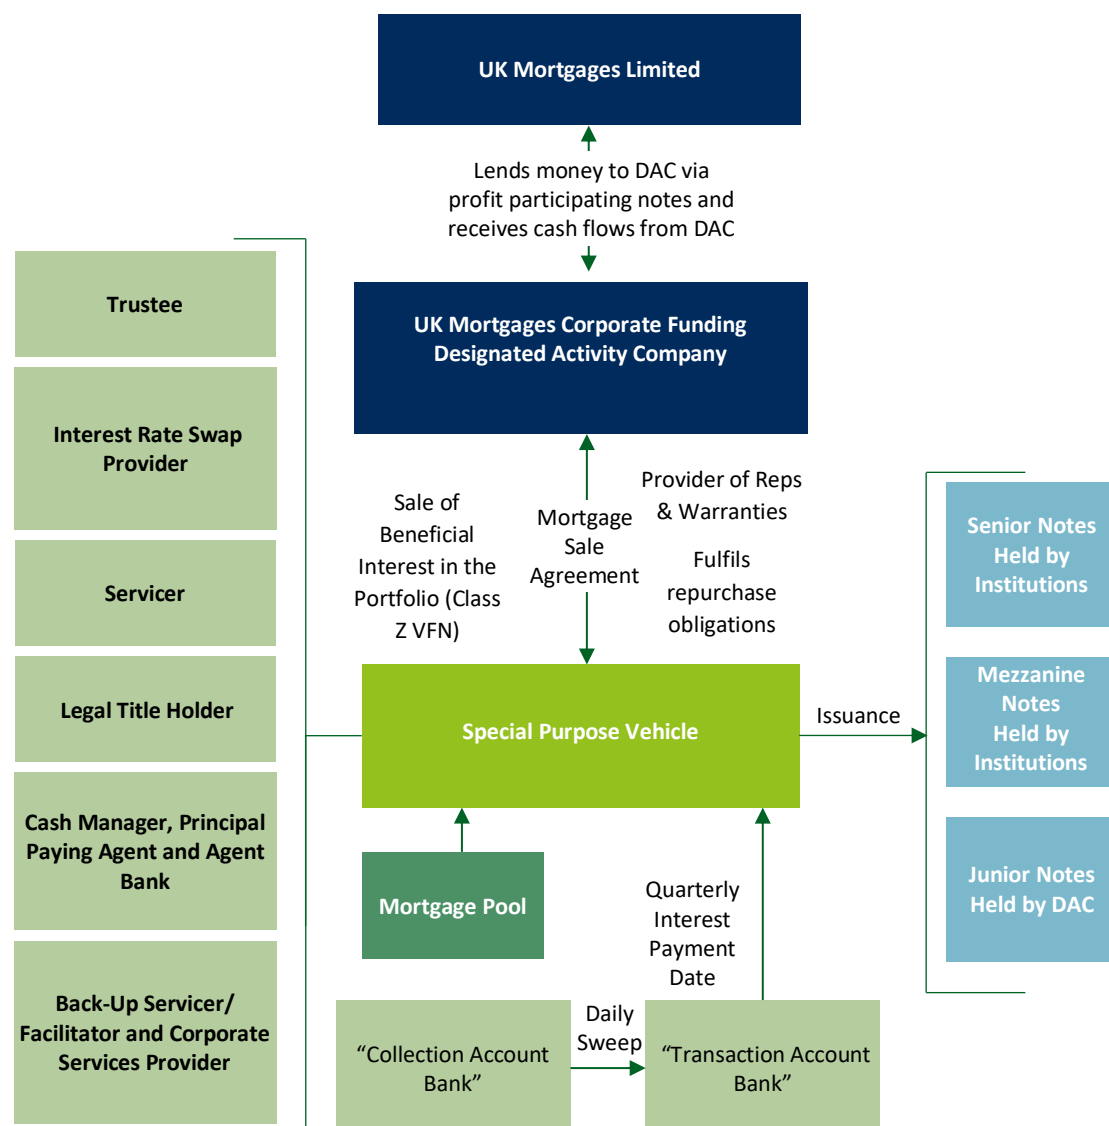 UK Mortgages Limited
Lends money to DAC via
profit participating notes and
receives cash flows from DAC
UK Mortgages Corporate Funding
Designated Activity Company
Trustee
Interest Rate Swap
Provider
Servicer
Legal Title Holder
Cash Manager, Principal
Paying Agent and Agent
Bank
Back-Up Servicer/
Facilitator and Corporate
Services Provider
Sale of
Beneficial
Interest in the
Portfolio (Class
Z VFN)
Mortgage
Sale
Agreement
Provider of Reps
& Warranties
Fulfils
repurchase
obligations
Special Purpose Vehicle
Issuance
Senior Notes
Held by
Institutions
Mezzanine
Notes
Held by
Institutions
Junior Notes
Held by DAC
Mortgage Pool
Quarterly
Interest
Payment
Date
“Collection Account
Bank”
Daily
Sweep
“Transaction Account
Bank”